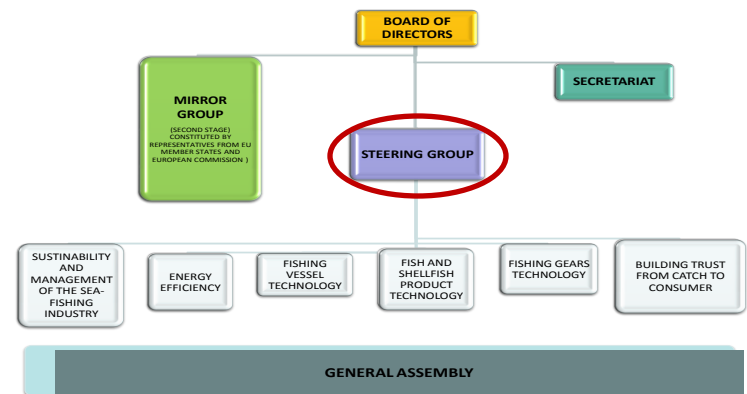 BOARD OF
DIRECTORS
SECRETARIAT
MIRROR
GROUP
(SECOND STAGE)
CONSTITUTED BY
REPRESENTATIVES FROM EU
MEMBER STATES AND
EUROPEAN COMMISSION )
STEERING GROUP
SUSTINABILITY
AND
MANAGEMENT
OF THE SEA-
FISHING
INDUSTRY
ENERGY
EFFICIENCY
FISHING
VESSEL
TECHNOLOGY
FISH AND
SHELLFISH
PRODUCT
TECHNOLOGY
FISHING GEARS
TECHNOLOGY
BUILDING TRUST
FROM CATCH TO
CONSUMER
GENERAL ASSEMBLY